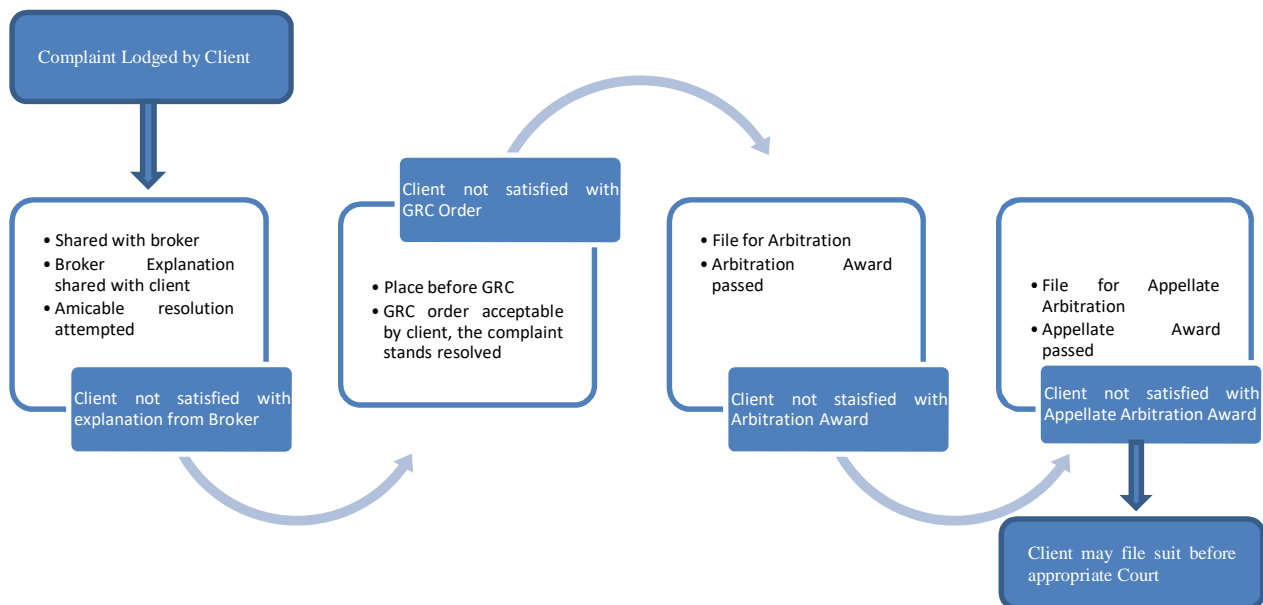 Complaint Lodged by Client
• Shared with broker
• Broker Explanation
shared with client
• Amicable resolution
attempted
Client not satisfied with
explanation from Broker
Client not satisfied with
GRC Order
• Place before GRC
• GRC order acceptable
by client, the complaint
stands resolved
• File for Arbitration
• Arbitration Award
passed
Client not staisfied with
Arbitration Award
• File for Appellate
Arbitration
• Appellate Award
passed
Client not satisfied with
Appellate Arbitration Award
Client may file suit before
appropriate Court